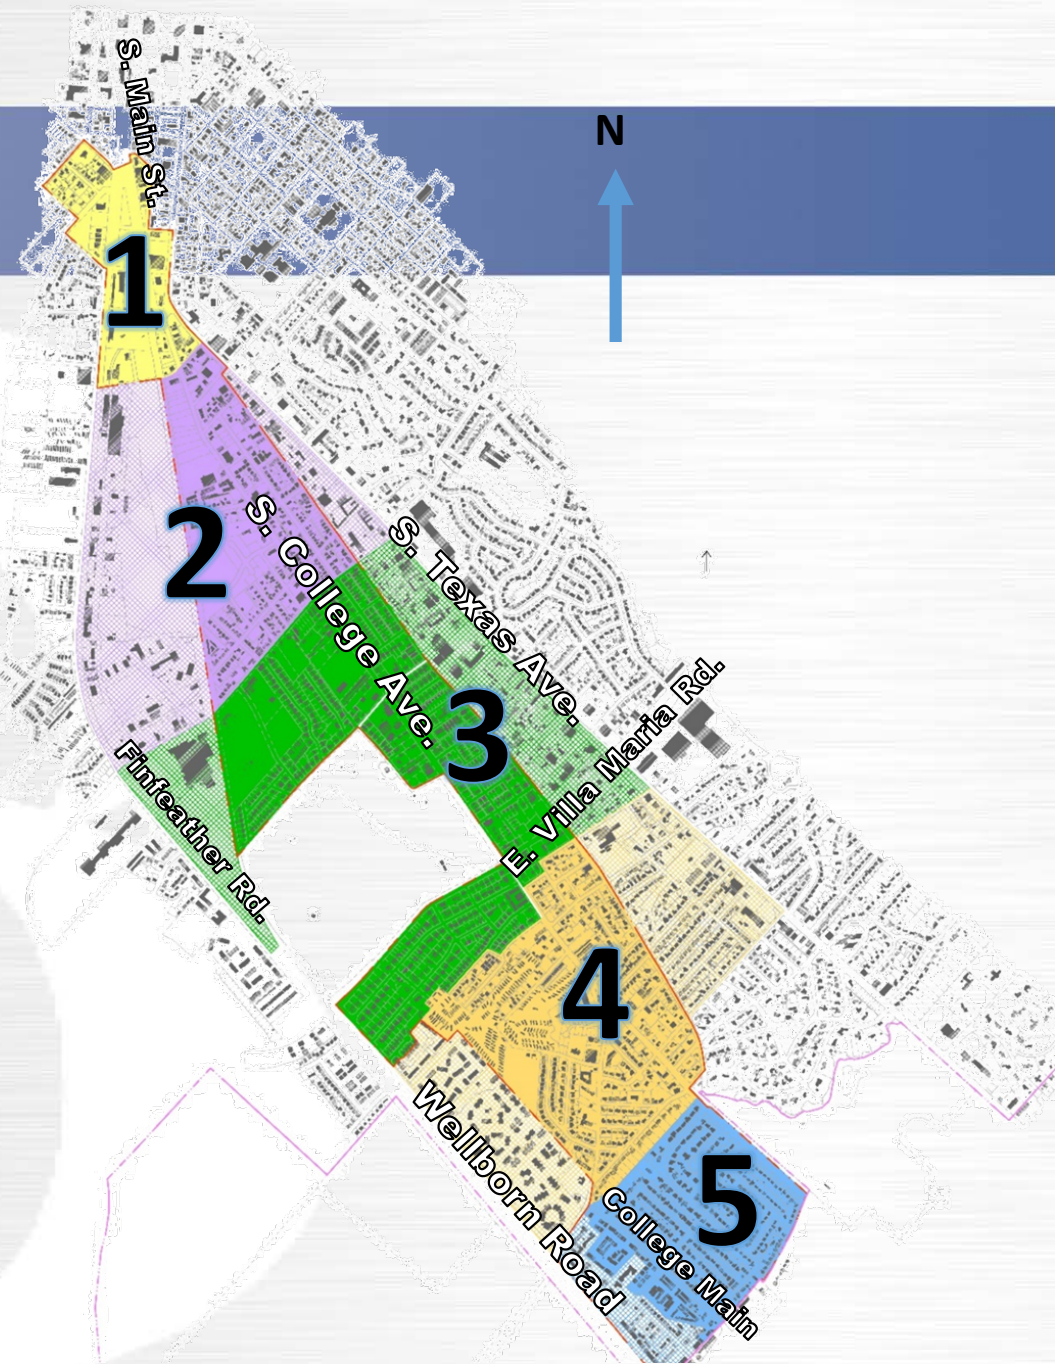 S. Main St.
N
1
2
S. College Ave.
S. Texas Ave.
3
E. Villa Maria Rd.
Finfeather Rd.
4
Wellborn Road
5
College Main